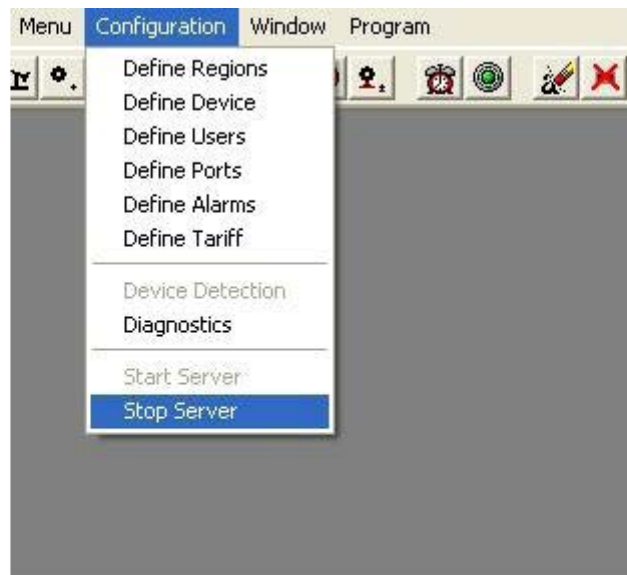 Menu Configuration Window Program
Define Regions
Define Device
Define Users
Define Ports
Define Alarms
Define Tariff
Device Detection
Diagnostics
Start Server
Stop Server